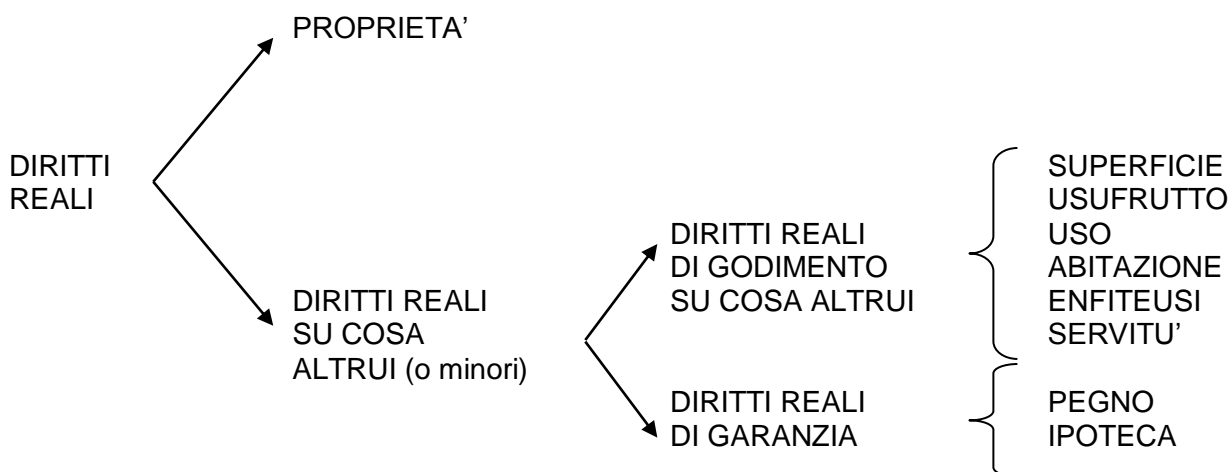 PROPRIETA’
DIRITTI
REALI
DIRITTI REALI
SU COSA
ALTRUI (o minori)
DIRITTI REALI
DI GODIMENTO
SU COSA ALTRUI
SUPERFICIE
USUFRUTTO
USO
ABITAZIONE
ENFITEUSI
SERVITU’
DIRITTI REALI
DI GARANZIA
PEGNO
IPOTECA